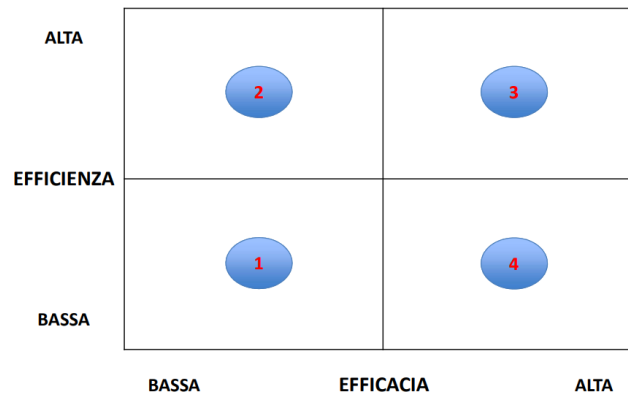 ALTA
2
3
EFFICIENZA
1
4
BASSA
BASSA
EFFICACIA
ALTA